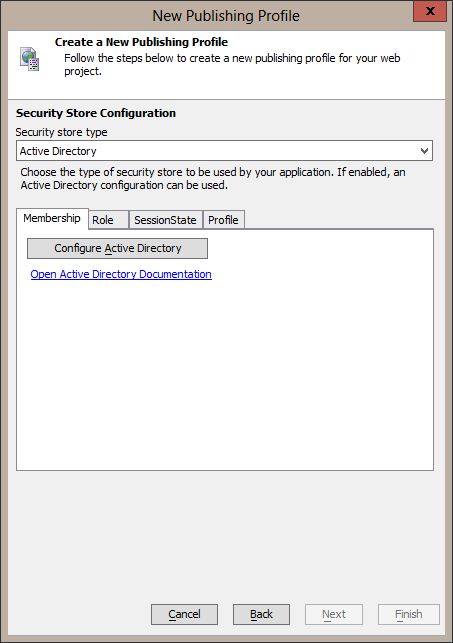 New Publishing Profile
x
Create a New Publishing Profile
Follow the steps below to create a new publishing profile for your web
project.
Security Store Configuration
Security store type
Active Directory
Choose the type of security store to be used by your application. If enabled, an
Active Directory configuration can be used.
Membership Role SessionState Profile
Configure Active Directory
Open Active Directory Documentation
Cancel Back Next Finish